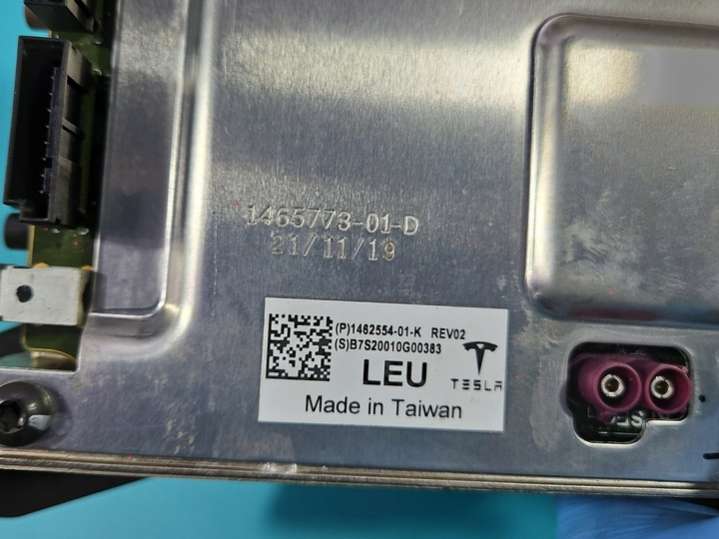 1465773-01-D
21/11/19
(P)1462554-01-K REV02
(S)B7S20010G00383
LEU
TESLA
Made in Taiwan